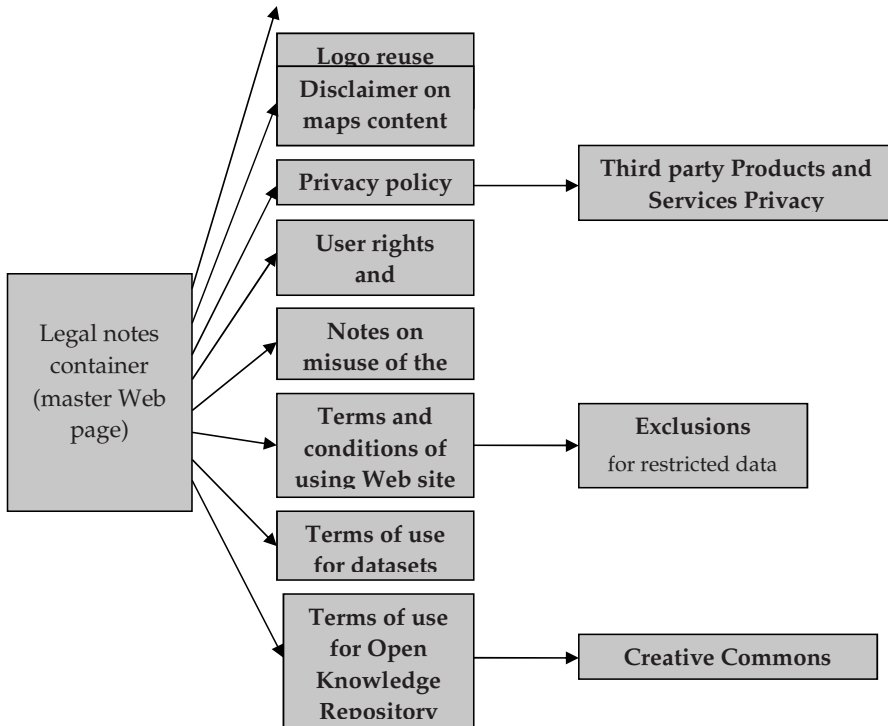 Logo reuse
Disclaimer on
maps content
Privacy policy
Third party Products and
Services Privacy
User rights
and
Legal notes
container
(master Web
page)
Notes on
misuse of the
Terms and
conditions of
using Web site
Exclusions
for restricted data
Terms of use
for datasets
Terms of use
for Open
Knowledge
Repository
Creative Commons